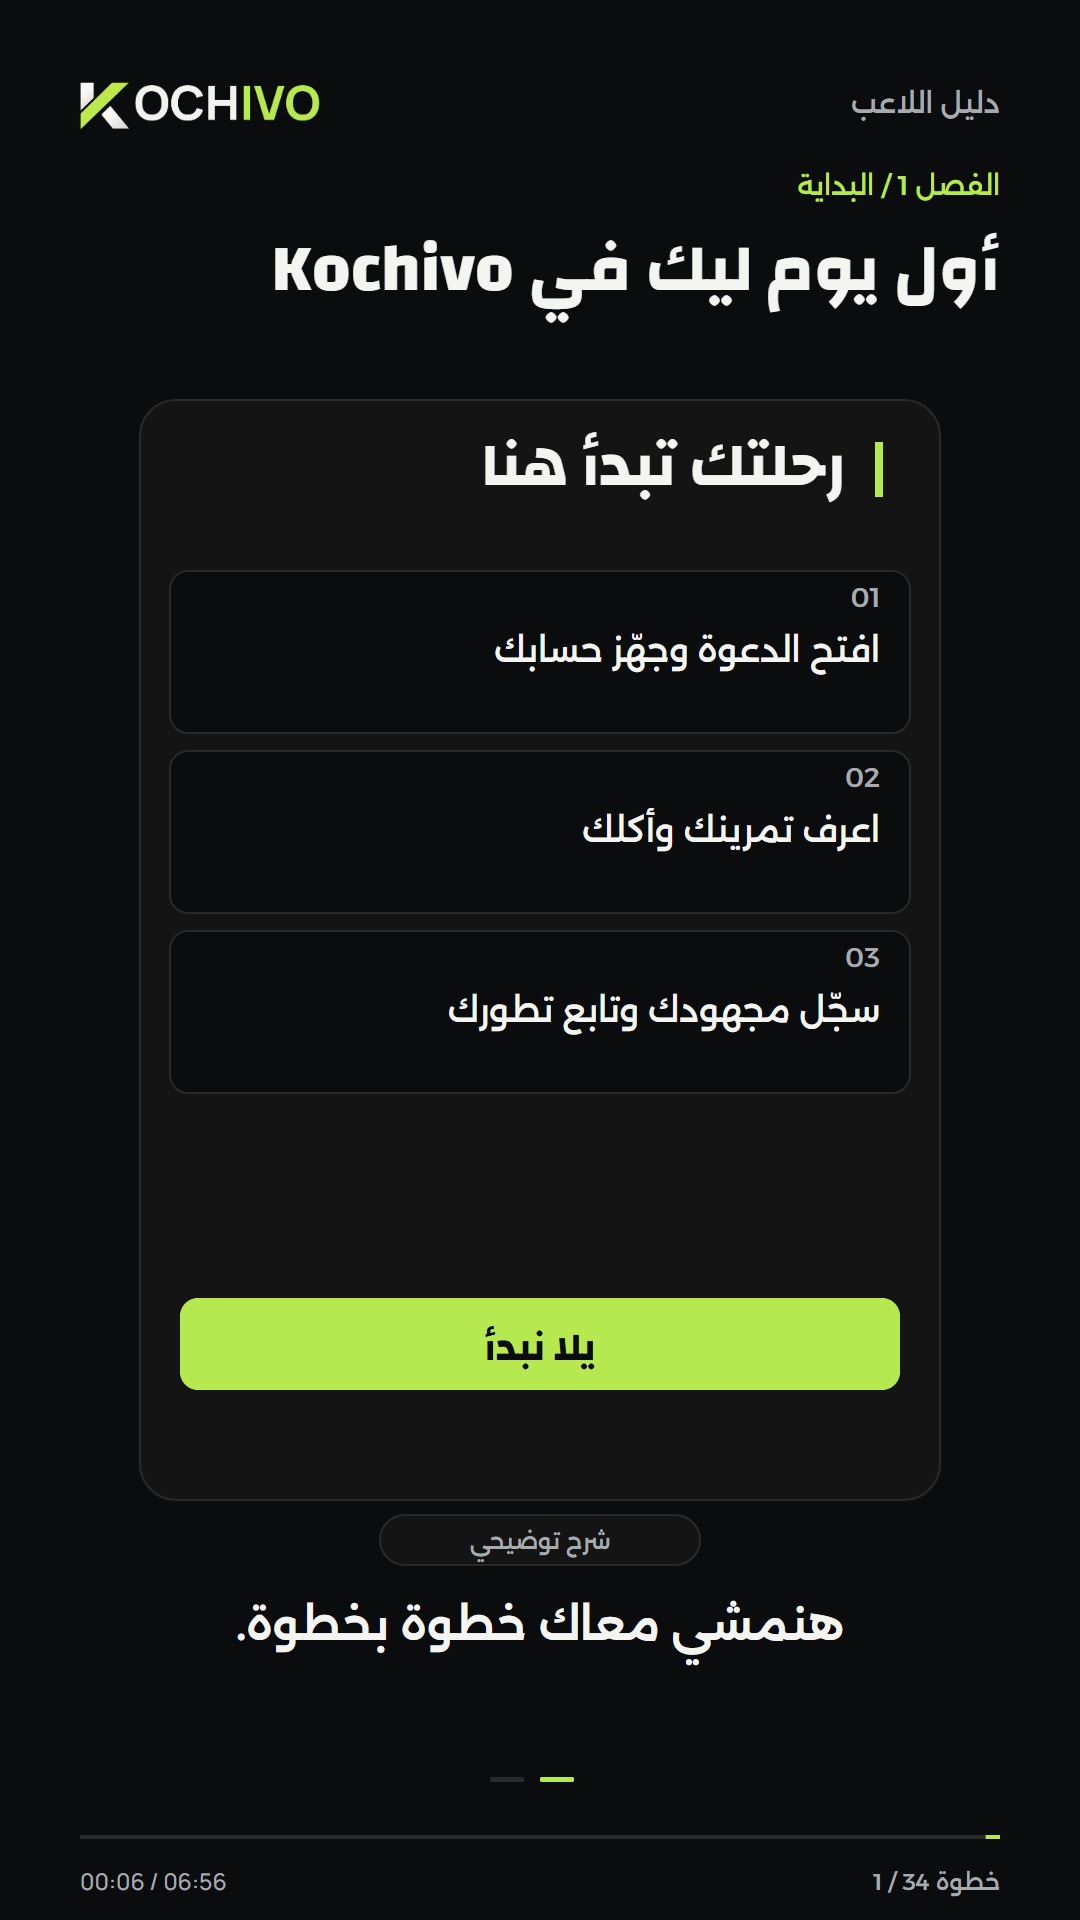 KOCHIVO
دليل اللاعب
الفصل 1 / البداية
أول يوم ليك في Kochivo
رحلتك تبدأ هنا
01
افتح الدعوة وجهّز حسابك
02
اعرف تمرينك وأكلك
03
سجّل مجهودك وتابع تطورك
يلا نبدأ
شرح توضيحي
هنمشي معاك خطوة بخطوة.
خطوة 34 / 1
00:06 / 06:56